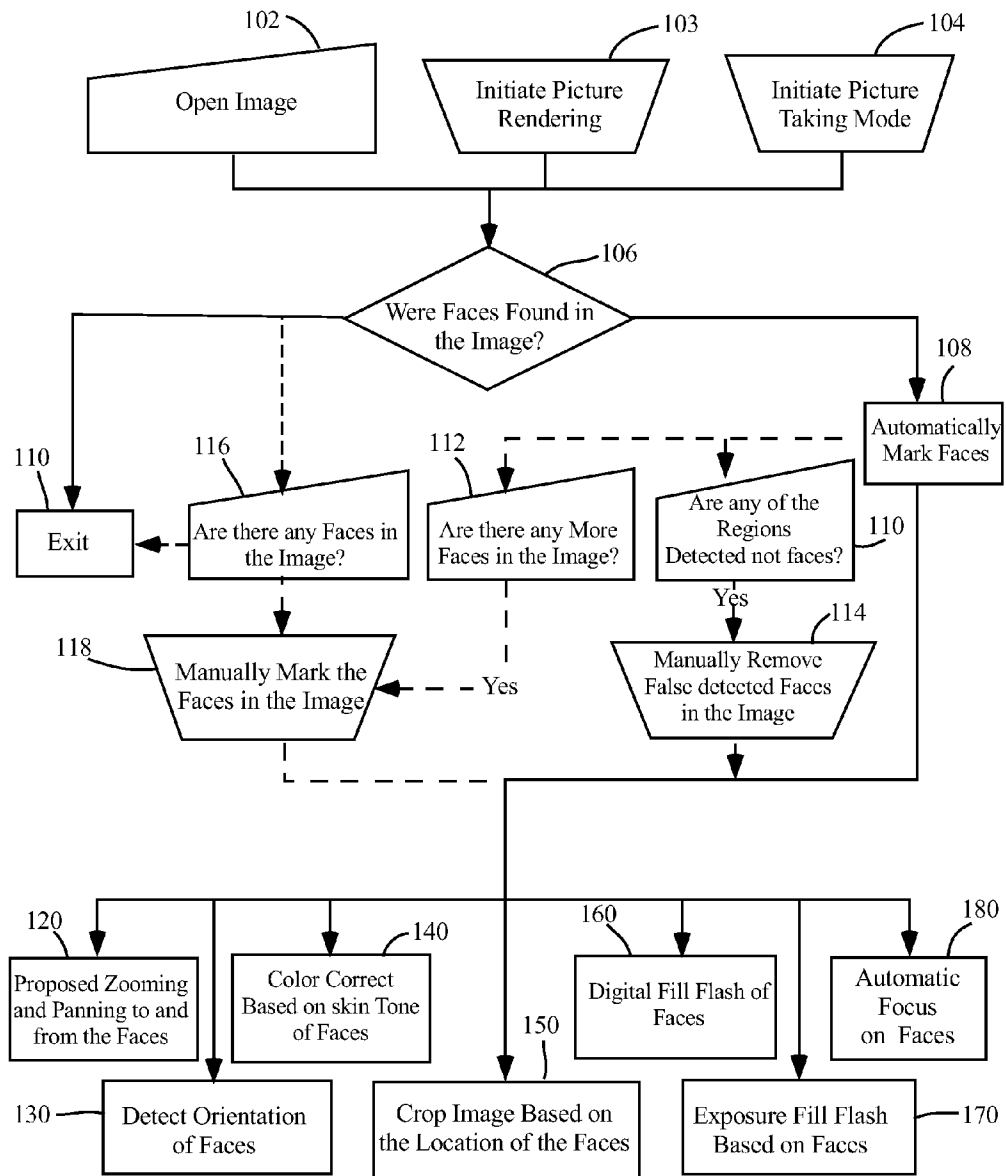 102
103
104
Open Image
Initiate Picture
Rendering
Initiate Picture
Taking Mode
106
Were Faces Found in
the Image?
108
Automatically
Mark Faces
110
Exit
116
Are there any Faces in
the Image?
112
Are there any More
Faces in the Image?
Are any of the
Regions
Detected not faces?
110
Yes
118
Manually Mark the
Faces in the Image
Yes
114
Manually Remove
False detected Faces
in the Image
120
Proposed Zooming
and Panning to and
from the Faces
140
Color Correct
Based on skin Tone
of Faces
160
Digital Fill Flash of
Faces
180
Automatic
Focus
on Faces
130
Detect Orientation
of Faces
150
Crop Image Based on
the Location of the Faces
Exposure Fill Flash
Based on Faces
170